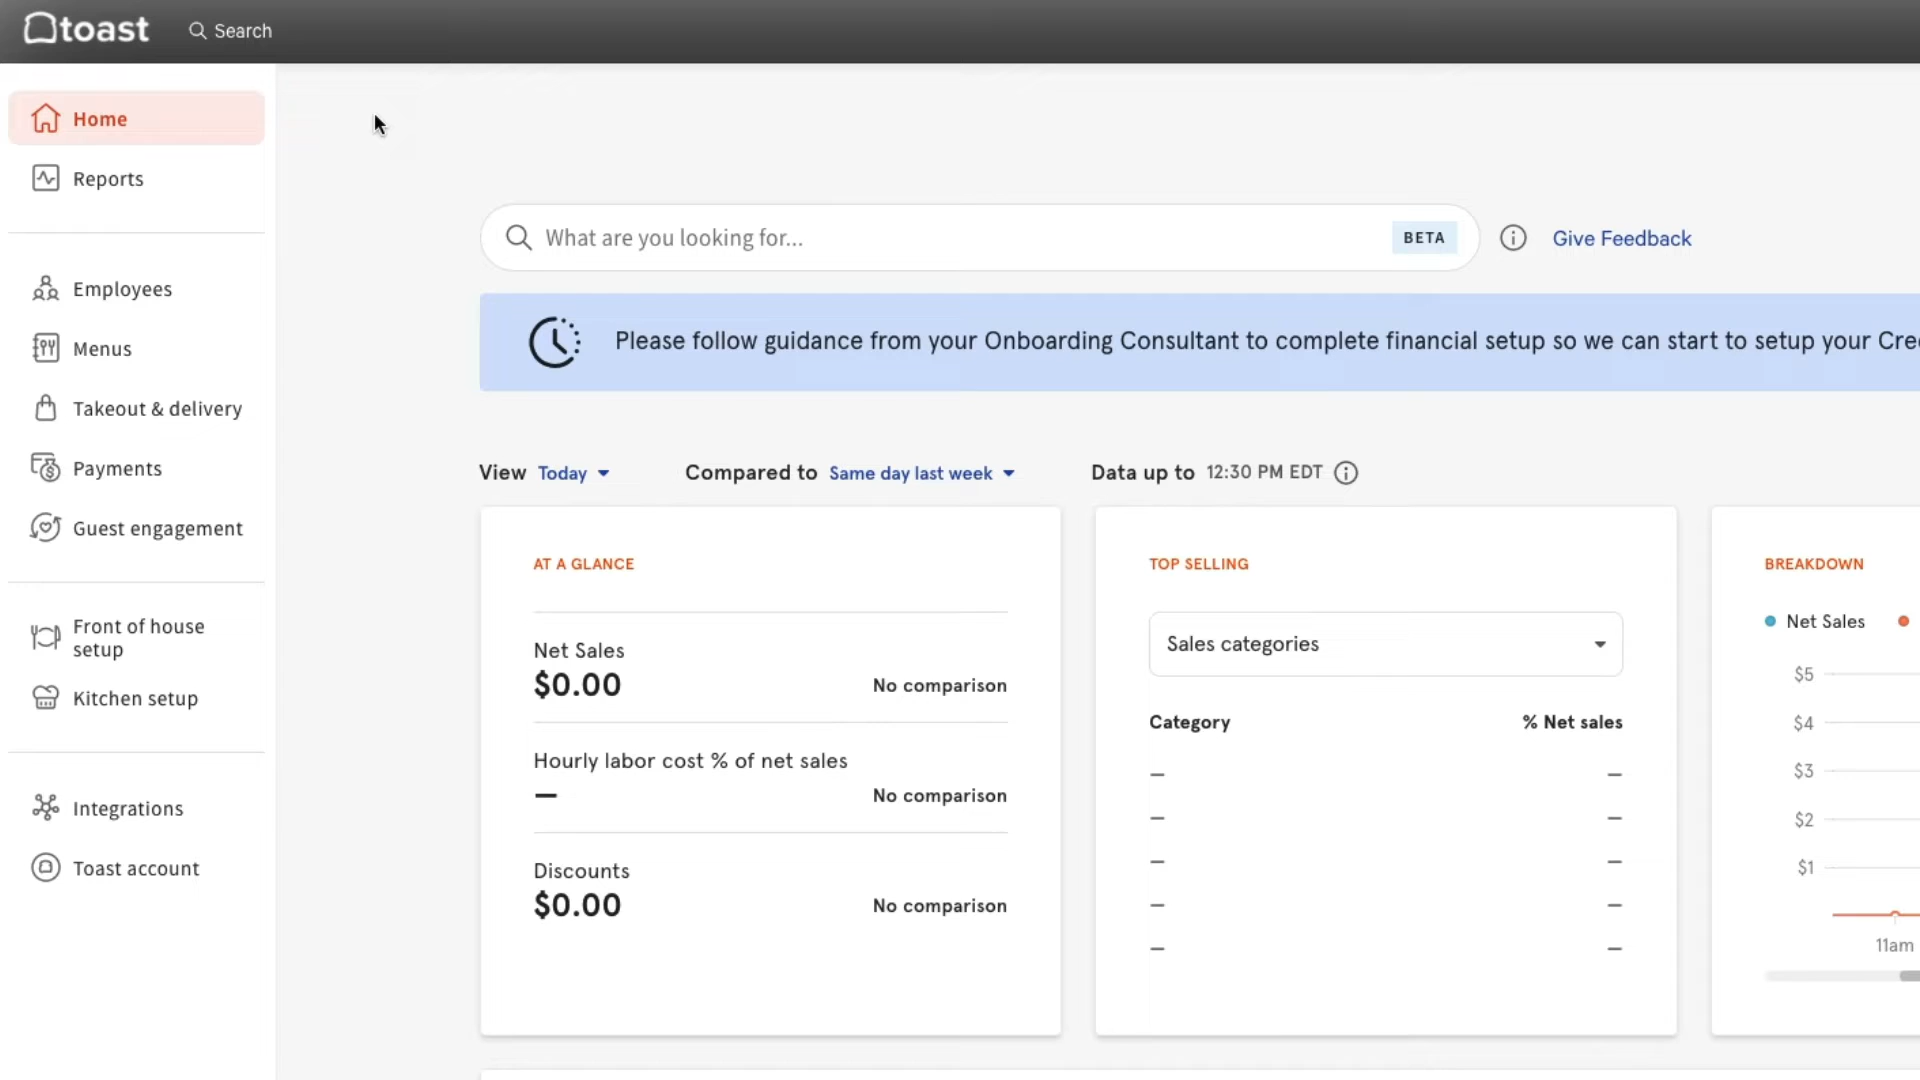 toast
Search
Home
Reports
Employees
Menus
Takeout & delivery
Payments
Guest engagement
Front of house
setup
Kitchen setup
Integrations
Toast account
What are you looking for...
BETA
Give Feedback
Please follow guidance from your Onboarding Consultant to complete financial setup so we can start to setup your Cre
View Today
Compared to Same day last week
Data up to 12:30 PM EDT
AT A GLANCE
Net Sales
$0.00
No comparison
Hourly labor cost % of net sales
–
No comparison
Discounts
$0.00
No comparison
TOP SELLING
Sales categories
Category % Net sales
– –
– –
– –
– –
– –
BREAKDOWN
Net Sales
$5
$4
$3
$2
$1
11am